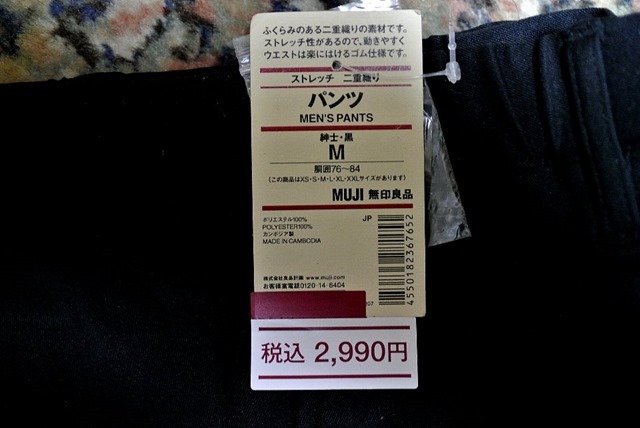 ふくらみのある二重織りの素材です。
ストレッチ性があるので、動きやすく
ウエストは楽にはけるゴム仕様です。
ストレッチ 二重織り
パンツ
MEN'S PANTS
紳士・黒
M
胴囲76〜84
(この商品はXS・S・M・L・XL・XXLサイズがあります)
MUJI 無印良品
JP
ポリエステル100%
POLYESTER100%
カンボジア製
MADE IN CAMBODIA
4550182367652
株式会社良品計画 www.muji.com
お客様室電話0120-14-6404
税込 2,990円